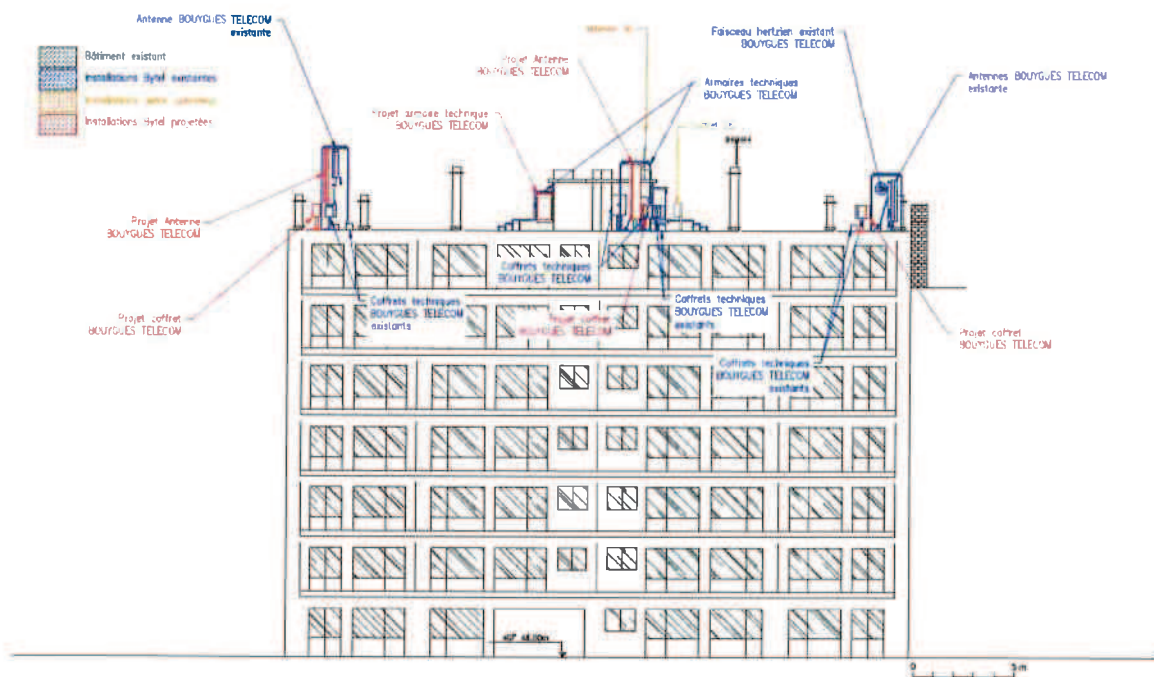 Antenne BOUYGUES TELECOM
existante
Faisceau hertzien existant
BOUYGUES TELECOM
Bâtiment existant
Installations Bytel existantes
Installations Bytel projetées
Projet Antenne
BOUYGUES TELECOM
Armoires techniques
BOUYGUES TELECOM
Antennes BOUYGUES TELECOM
existante
Projet armoire technique
BOUYGUES TELECOM
Projet Antenne
BOUYGUES TELECOM
Coffrets techniques
BOUYGUES TELECOM
Projet coffret
BOUYGUES TELECOM
Coffrets techniques
BOUYGUES TELECOM
existants
Projet coffret
BOUYGUES TELECOM
Coffrets techniques
BOUYGUES TELECOM
existants
Projet coffret
BOUYGUES TELECOM
Coffrets techniques
BOUYGUES TELECOM
existants
48.00m
0
5 m